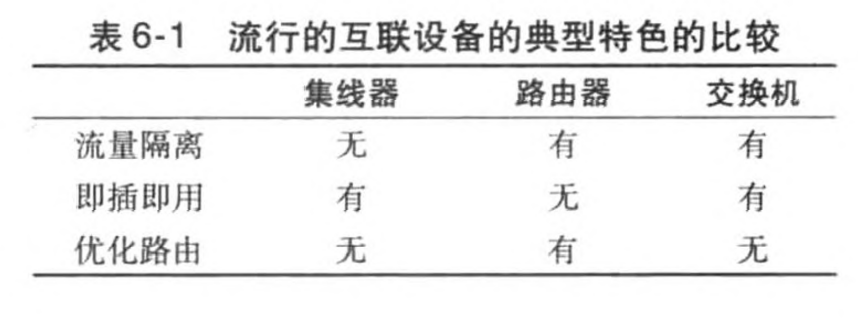 表 6-1 流行的互联设备的典型特色的比较
集线器 路由器 交换机
流量隔离 无 有 有
即插即用 有 无 有
优化路由 无 有 无